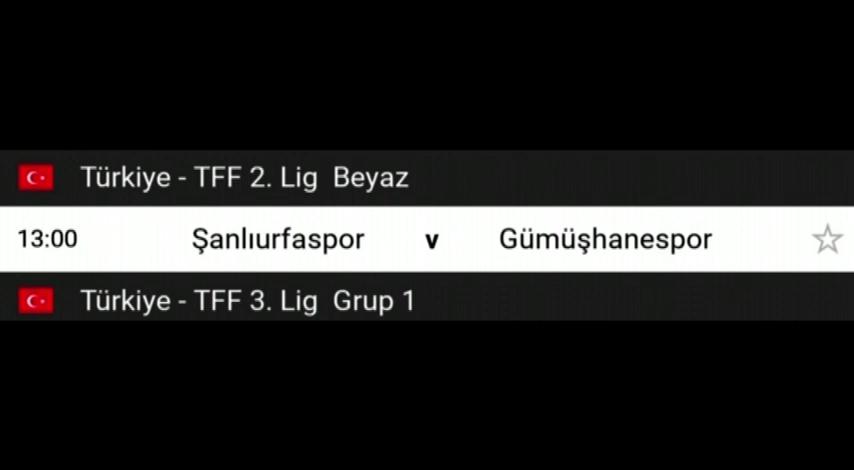 Türkiye - TFF 2. Lig Beyaz
13:00 Şanlıurfaspor v Gümüşhanespor
Türkiye - TFF 3. Lig Grup 1